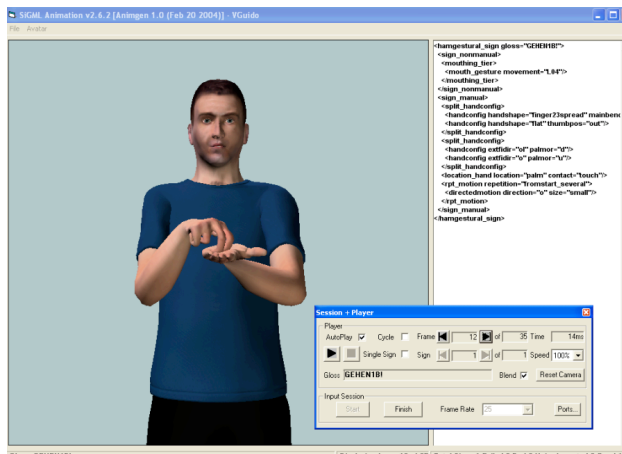 SiGML Animation v2.6.2 [Animgen 1.0 (Feb 20 2004)] - VGuido
File Avatar
<hamgestural_sign gloss="GEHEN1B!">
<sign_nonmanual>
<mouthing_tier>
<mouth_gesture movement="L04"/>
</mouthing_tier>
</sign_nonmanual>
<sign_manual>
<split_handconfig>
<handconfig handshape="finger23spread" mainbend
<handconfig handshape="flat" thumbpos="out"/>
</split_handconfig>
<split_handconfig>
<handconfig extfidir="ol" palmor="d"/>
<handconfig extfidir="o" palmor="u"/>
</split_handconfig>
<location_hand location="palm" contact="touch"/>
<rpt_motion repetition="fromstart_several">
<directedmotion direction="o" size="small"/>
</rpt_motion>
</sign_manual>
</hamgestural_sign>
Session + Player
Player
AutoPlay Cycle Frame 12 of 35 Time 14ms
Single Sign Sign 1 of 1 Speed 100%
Gloss GEHEN1B! Blend Reset Camera
Input Session
Start Finish Frame Rate 25 Ports...